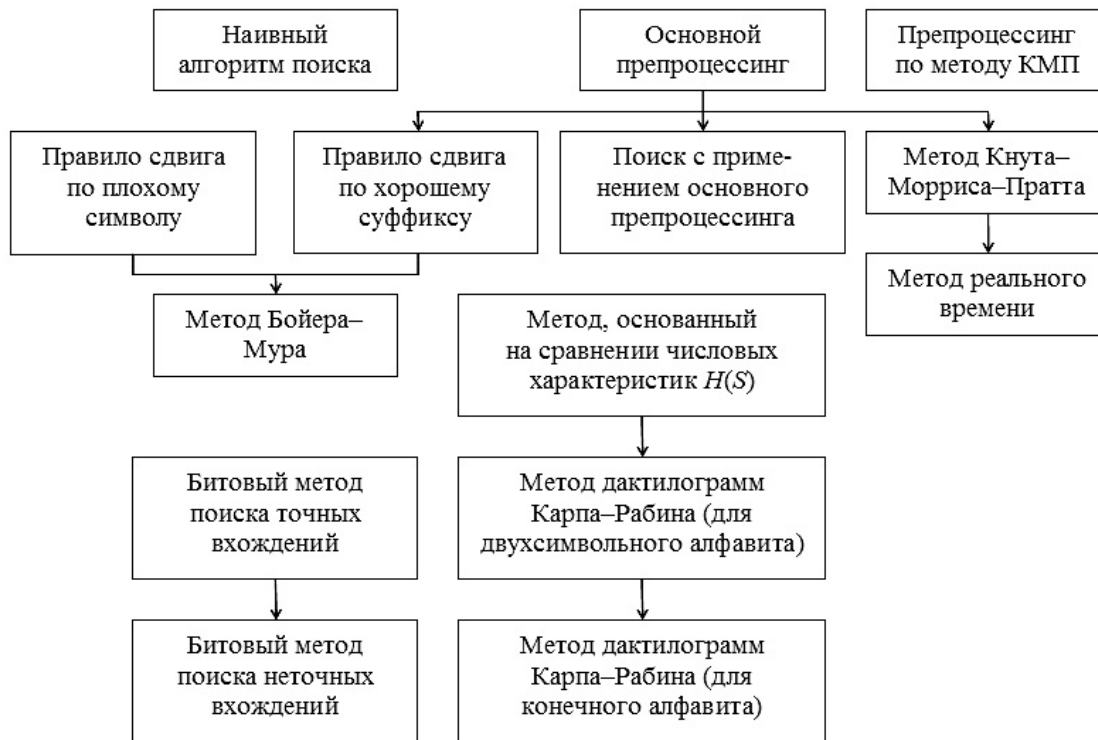 Наивный
алгоритм поиска
Основной
препроцессинг
Препроцессинг
по методу КМП
Правило сдвига
по плохому
символу
Правило сдвига
по хорошему
суффиксу
Поиск с приме-
нением основного
препроцессинга
Метод Кнута–
Морриса–Пратта
Метод реального
времени
Метод Бойера–
Мура
Метод, основанный
на сравнении числовых
характеристик H(S)
Битовый метод
поиска точных
вхождений
Метод дактилограмм
Карпа–Рабина (для
двухсимвольного алфавита)
Битовый метод
поиска неточных
вхождений
Метод дактилограмм
Карпа–Рабина (для
конечного алфавита)